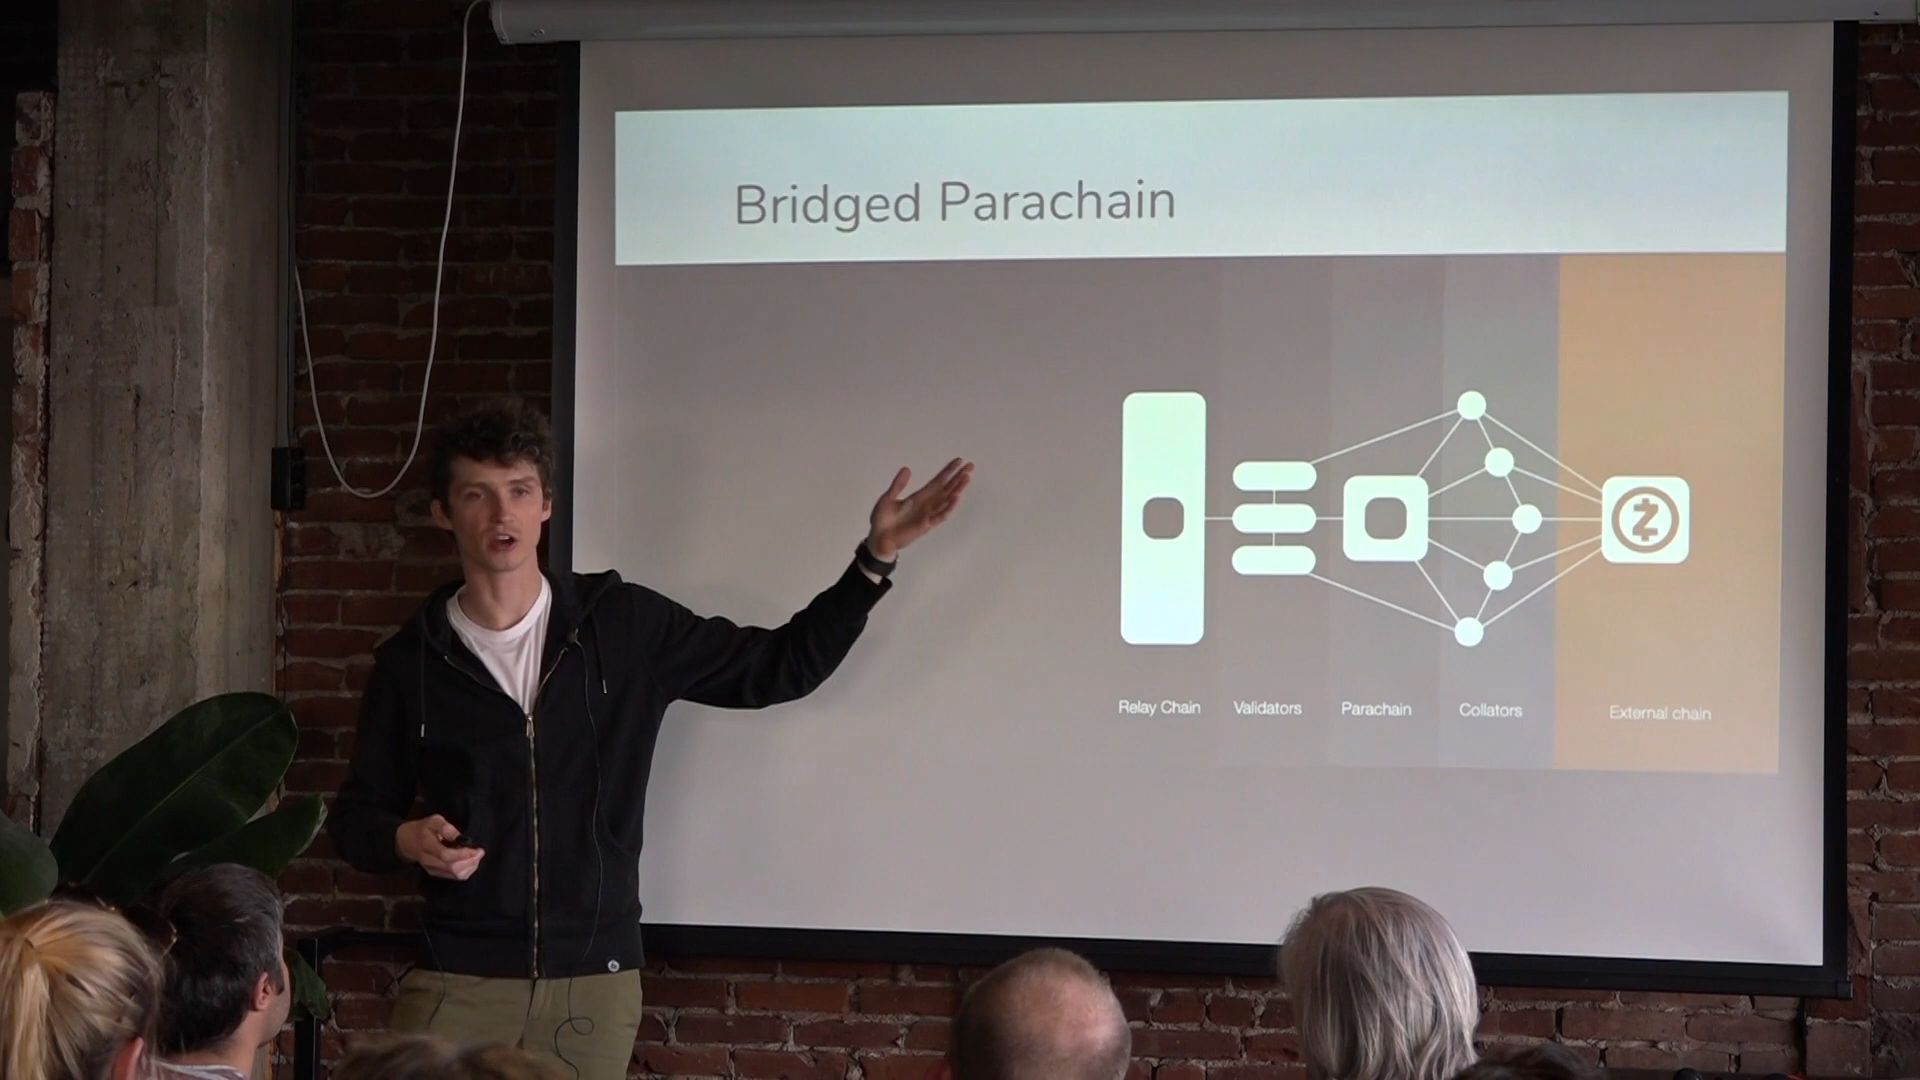 Bridged Parachain
Relay Chain
Validators
Parachain
Collators
External chain